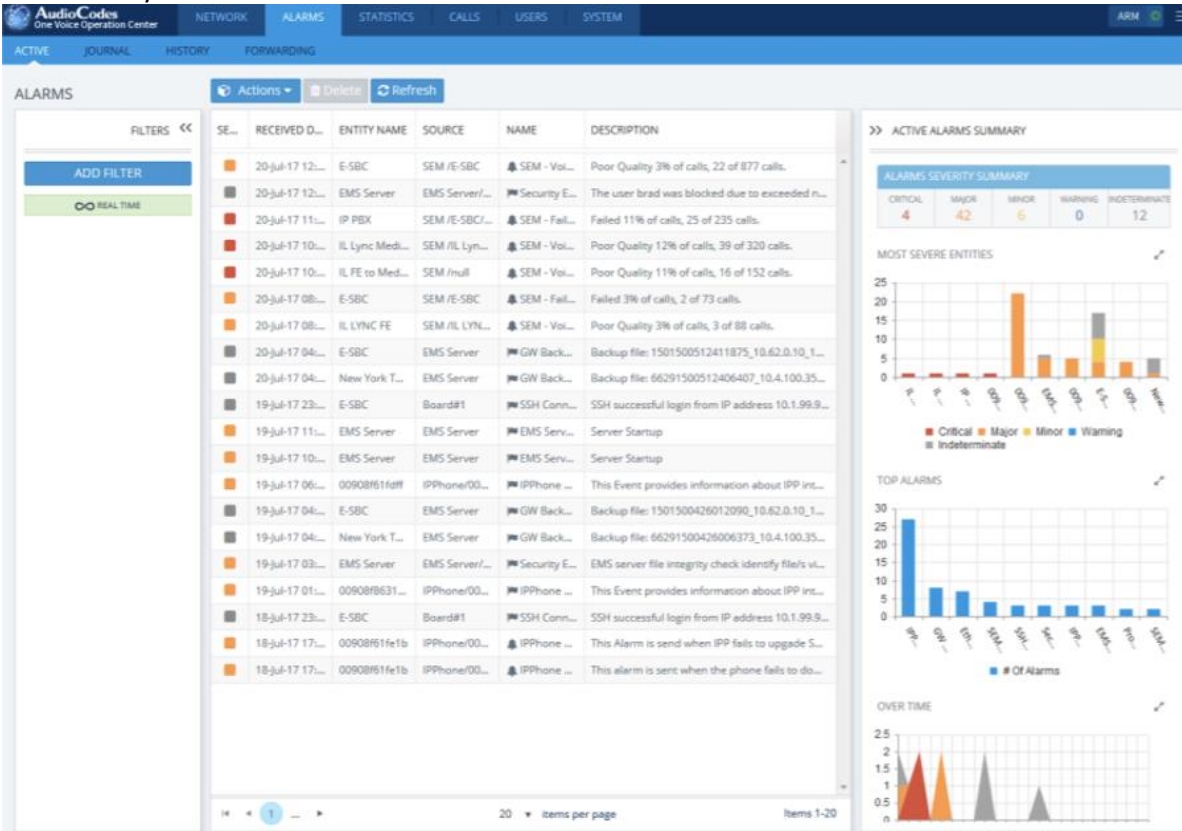 AudioCodes
One Voice Operation Center
NETWORK ALARMS STATISTICS CALLS USERS SYSTEM ARM
ACTIVE JOURNAL HISTORY FORWARDING
ALARMS
Actions Delete Refresh
FILTERS
ADD FILTER
REAL TIME
SE... RECEIVED D... ENTITY NAME SOURCE NAME DESCRIPTION
20-Jul-17 12:... E-SBC SEM /E-SBC SEM - Voi... Poor Quality 3% of calls, 22 of 877 calls.
20-Jul-17 12:... EMS Server EMS Server/... Security E... The user brad was blocked due to exceeded n...
20-Jul-17 11:... IP PBX SEM /E-SBC/... SEM - Fail... Failed 11% of calls, 25 of 235 calls.
20-Jul-17 10:... IL Lync Medi... SEM /IL Lyn... SEM - Voi... Poor Quality 12% of calls, 39 of 320 calls.
20-Jul-17 10:... IL FE to Med... SEM /null SEM - Voi... Poor Quality 11% of calls, 16 of 152 calls.
20-Jul-17 08:... E-SBC SEM /E-SBC SEM - Fail... Failed 3% of calls, 2 of 73 calls.
20-Jul-17 08:... IL LYNC FE SEM /IL LYN... SEM - Voi... Poor Quality 3% of calls, 3 of 88 calls.
20-Jul-17 04:... E-SBC EMS Server GW Back... Backup file: 1501500512411875_10.62.0.10_1...
20-Jul-17 04:... New York T... EMS Server GW Back... Backup file: 66291500512406407_10.4.100.35...
19-Jul-17 23:... E-SBC Board#1 SSH Conn... SSH successful login from IP address 10.1.99.9...
19-Jul-17 11:... EMS Server EMS Server EMS Serv... Server Startup
19-Jul-17 10:... EMS Server EMS Server EMS Serv... Server Startup
19-Jul-17 06:... 00908f61fdff IPPhone/00... IPPhone ... This Event provides information about IPP int...
19-Jul-17 04:... E-SBC EMS Server GW Back... Backup file: 1501500426012090_10.62.0.10_1...
19-Jul-17 04:... New York T... EMS Server GW Back... Backup file: 66291500426006373_10.4.100.35...
19-Jul-17 03:... EMS Server EMS Server/... Security E... EMS server file integrity check identify file/s vi...
19-Jul-17 01:... 00908f8631... IPPhone/00... IPPhone ... This Event provides information about IPP int...
18-Jul-17 23:... E-SBC Board#1 SSH Conn... SSH successful login from IP address 10.1.99.9...
18-Jul-17 17:... 00908f61fe1b IPPhone/00... IPPhone ... This Alarm is send when IPP fails to upgade S...
18-Jul-17 17:... 00908f61fe1b IPPhone/00... IPPhone ... This alarm is sent when the phone fails to do...
1 ... 20 items per page Items 1-20
ACTIVE ALARMS SUMMARY
ALARMS SEVERITY SUMMARY
CRITICAL MAJOR MINOR WARNING INDETERMINATE
4 42 6 0 12
MOST SEVERE ENTITIES
25
20
15
10
5
0
IL ... IL ... IP ... 009... 009... EMS... 009... E-S... 009... New...
Critical Major Minor Warning
Indeterminate
TOP ALARMS
30
25
20
15
10
5
0
IPP... GW ... Eth... SEM... SSH... Sec... IPP... EMS... Pro... SEM...
# Of Alarms
OVER TIME
2.5
2
1.5
1
0.5
0